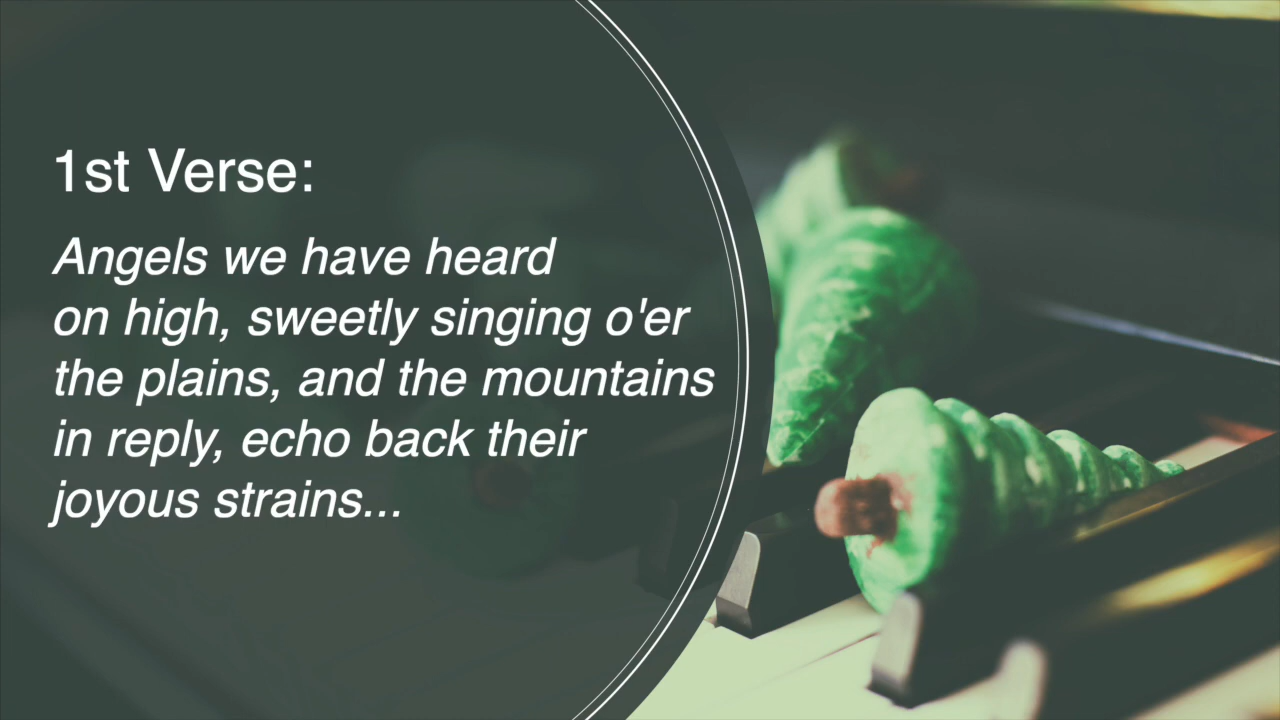 1st Verse:
Angels we have heard
on high, sweetly singing o'er
the plains, and the mountains
in reply, echo back their
joyous strains...